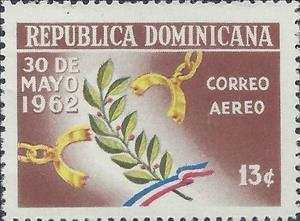 REPUBLICA DOMINICANA
30 DE
MAYO
1962
CORREO
AEREO
13¢